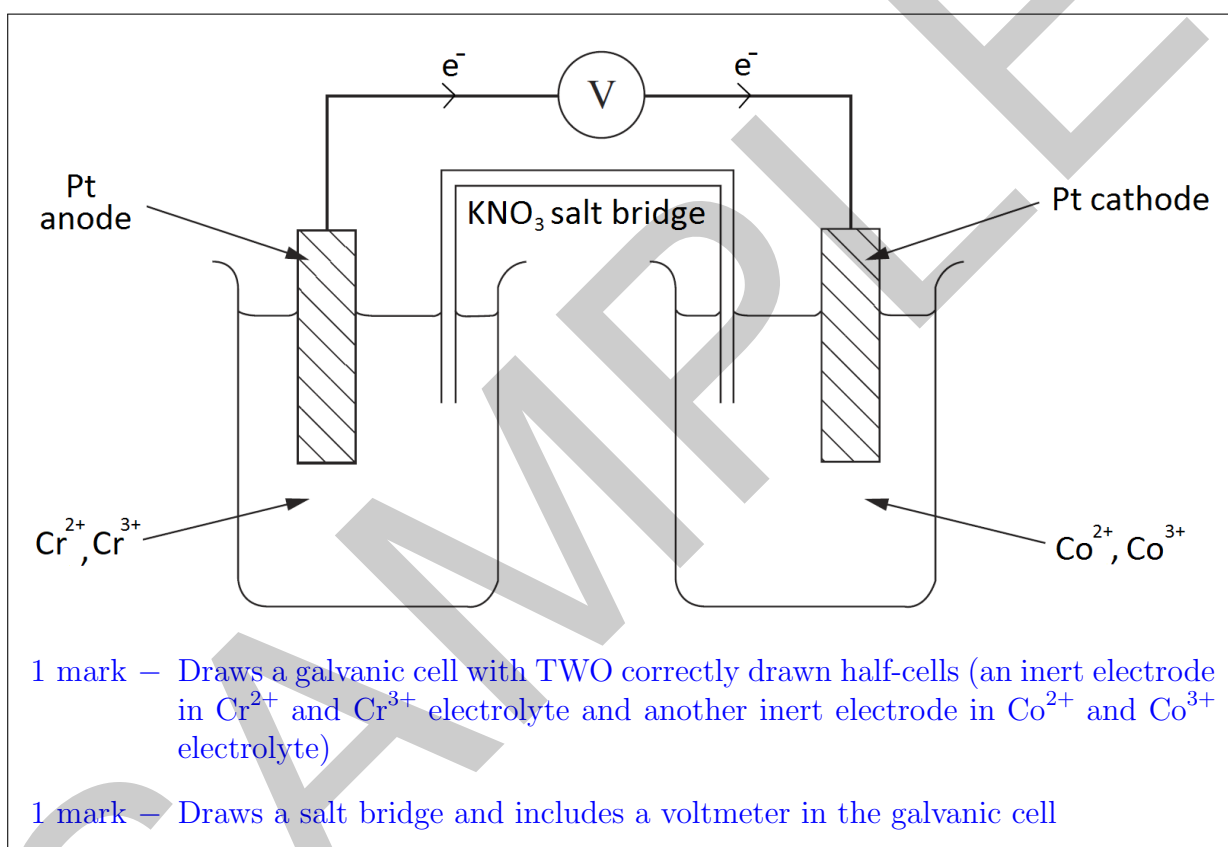 e⁻ e⁻
V
Pt
anode
Pt cathode
KNO₃ salt bridge
Cr²⁺,Cr³⁺
Co²⁺, Co³⁺
1 mark – Draws a galvanic cell with TWO correctly drawn half-cells (an inert electrode
in Cr²⁺ and Cr³⁺ electrolyte and another inert electrode in Co²⁺ and Co³⁺
electrolyte)
1 mark – Draws a salt bridge and includes a voltmeter in the galvanic cell
SAMPLE